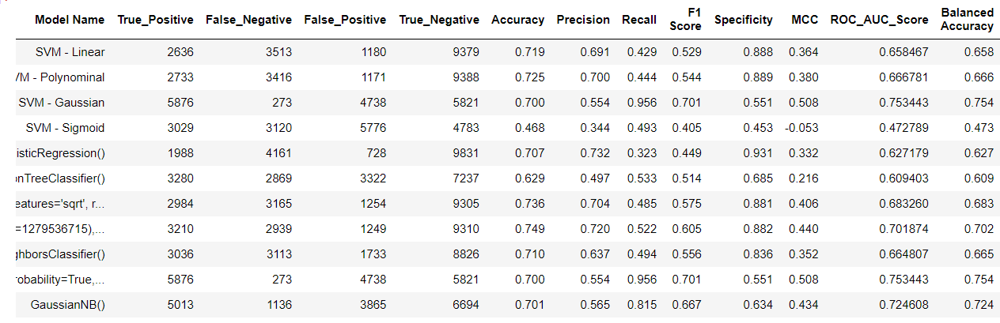 Model Name True_Positive False_Negative False_Positive True_Negative Accuracy Precision Recall F1 Score Specificity MCC ROC_AUC_Score Balanced Accuracy
SVM - Linear 2636 3513 1180 9379 0.719 0.691 0.429 0.529 0.888 0.364 0.658467 0.658
VM - Polynominal 2733 3416 1171 9388 0.725 0.700 0.444 0.544 0.889 0.380 0.666781 0.666
SVM - Gaussian 5876 273 4738 5821 0.700 0.554 0.956 0.701 0.551 0.508 0.753443 0.754
SVM - Sigmoid 3029 3120 5776 4783 0.468 0.344 0.493 0.405 0.453 -0.053 0.472789 0.473
isticRegression() 1988 4161 728 9831 0.707 0.732 0.323 0.449 0.931 0.332 0.627179 0.627
onTreeClassifier() 3280 2869 3322 7237 0.629 0.497 0.533 0.514 0.685 0.216 0.609403 0.609
eatures='sqrt', r... 2984 3165 1254 9305 0.736 0.704 0.485 0.575 0.881 0.406 0.683260 0.683
=1279536715),... 3210 2939 1249 9310 0.749 0.720 0.522 0.605 0.882 0.440 0.701874 0.702
ghborsClassifier() 3036 3113 1733 8826 0.710 0.637 0.494 0.556 0.836 0.352 0.664807 0.665
robability=True,... 5876 273 4738 5821 0.700 0.554 0.956 0.701 0.551 0.508 0.753443 0.754
GaussianNB() 5013 1136 3865 6694 0.701 0.565 0.815 0.667 0.634 0.434 0.724608 0.724